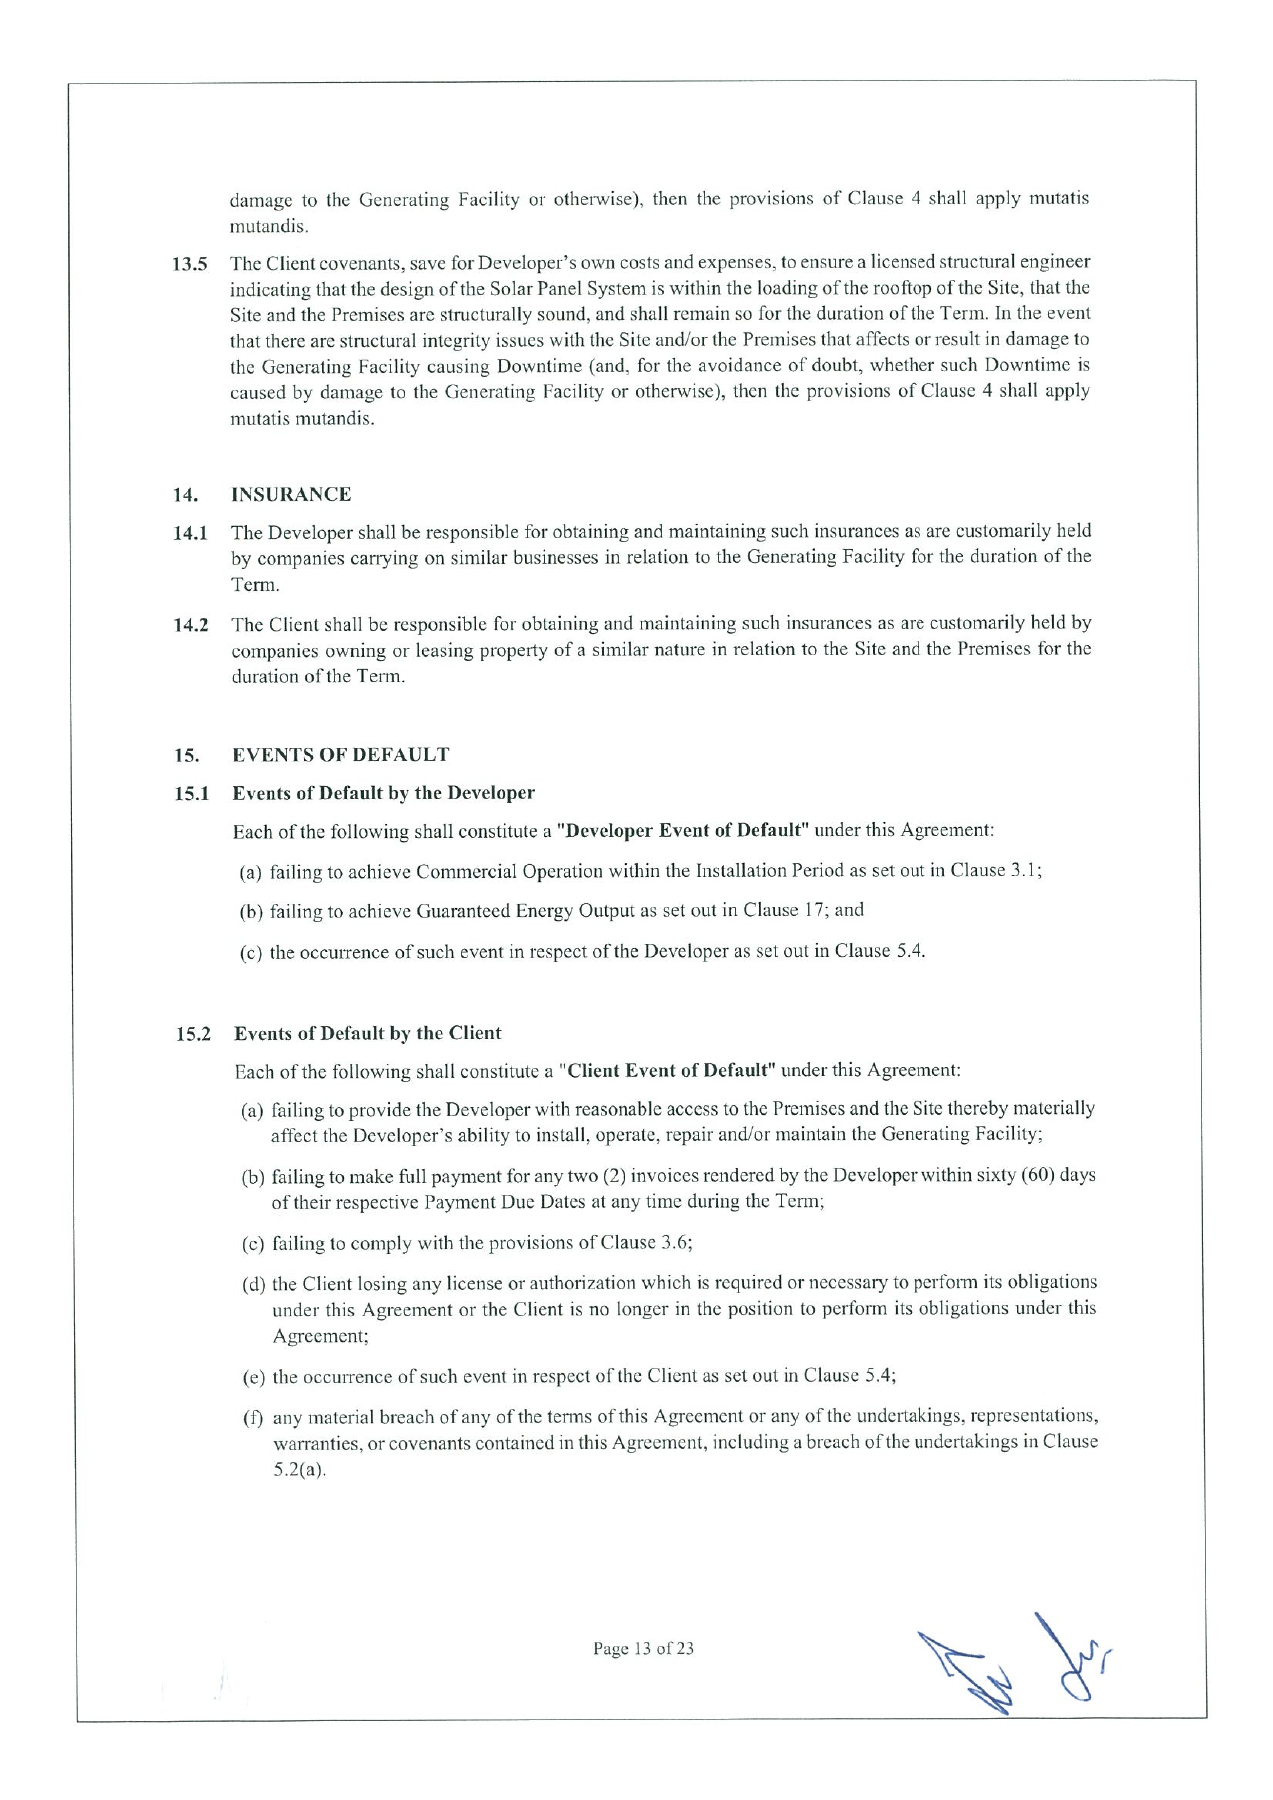 damage to the Generating Facility or otherwise), then the provisions of Clause 4 shall apply mutatis
mutandis.
13.5 The Client covenants, save for Developer's own costs and expenses, to ensure a licensed structural engineer
indicating that the design of the Solar Panel System is within the loading of the rooftop of the Site, that the
Site and the Premises are structurally sound, and shall remain so for the duration of the Term. In the event
that there are structural integrity issues with the Site and/or the Premises that affects or result in damage to
the Generating Facility causing Downtime (and, for the avoidance of doubt, whether such Downtime is
caused by damage to the Generating Facility or otherwise), then the provisions of Clause 4 shall apply
mutatis mutandis.
14. INSURANCE
14.1 The Developer shall be responsible for obtaining and maintaining such insurances as are customarily held
by companies carrying on similar businesses in relation to the Generating Facility for the duration of the
Term.
14.2 The Client shall be responsible for obtaining and maintaining such insurances as are customarily held by
companies owning or leasing property of a similar nature in relation to the Site and the Premises for the
duration of the Term.
15. EVENTS OF DEFAULT
15.1 Events of Default by the Developer
Each of the following shall constitute a "Developer Event of Default" under this Agreement:
(a) failing to achieve Commercial Operation within the Installation Period as set out in Clause 3.1;
(b) failing to achieve Guaranteed Energy Output as set out in Clause 17; and
(c) the occurrence of such event in respect of the Developer as set out in Clause 5.4.
15.2 Events of Default by the Client
Each of the following shall constitute a "Client Event of Default" under this Agreement:
(a) failing to provide the Developer with reasonable access to the Premises and the Site thereby materially
affect the Developer's ability to install, operate, repair and/or maintain the Generating Facility;
(b) failing to make full payment for any two (2) invoices rendered by the Developer within sixty (60) days
of their respective Payment Due Dates at any time during the Term;
(c) failing to comply with the provisions of Clause 3.6;
(d) the Client losing any license or authorization which is required or necessary to perform its obligations
under this Agreement or the Client is no longer in the position to perform its obligations under this
Agreement;
(e) the occurrence of such event in respect of the Client as set out in Clause 5.4;
(f) any material breach of any of the terms of this Agreement or any of the undertakings, representations,
warranties, or covenants contained in this Agreement, including a breach of the undertakings in Clause
5.2(a).
Page 13 of 23